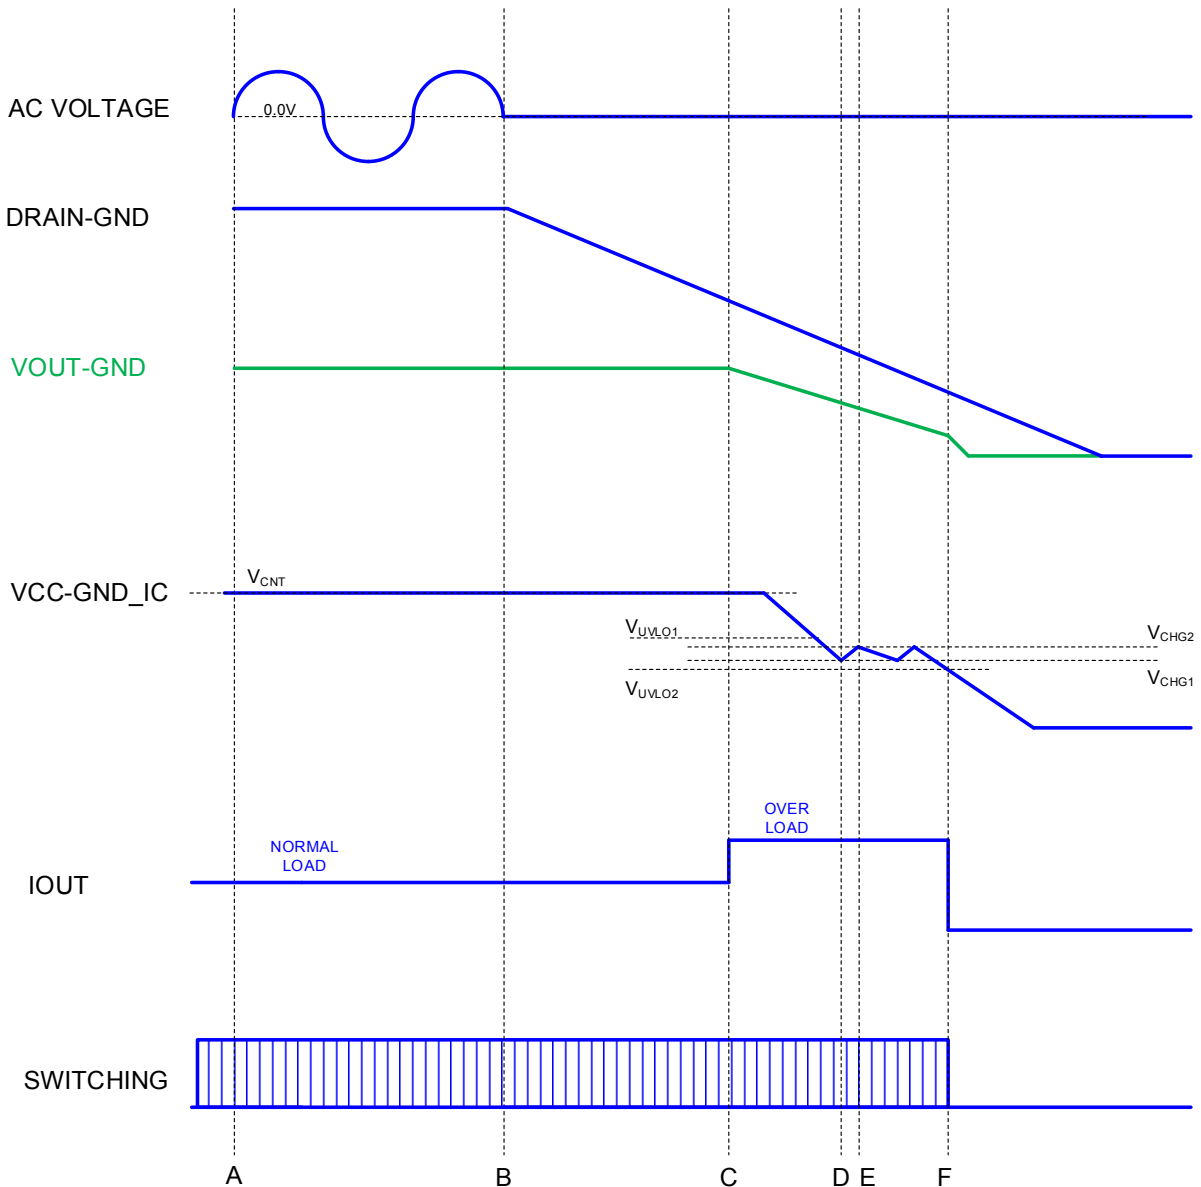 AC VOLTAGE
0.0V
DRAIN-GND
VOUT-GND
VCC-GND_IC
VCNT
VUVLO1
VCHG2
VUVLO2
VCHG1
OVER
LOAD
NORMAL
LOAD
IOUT
SWITCHING
A B C D E F